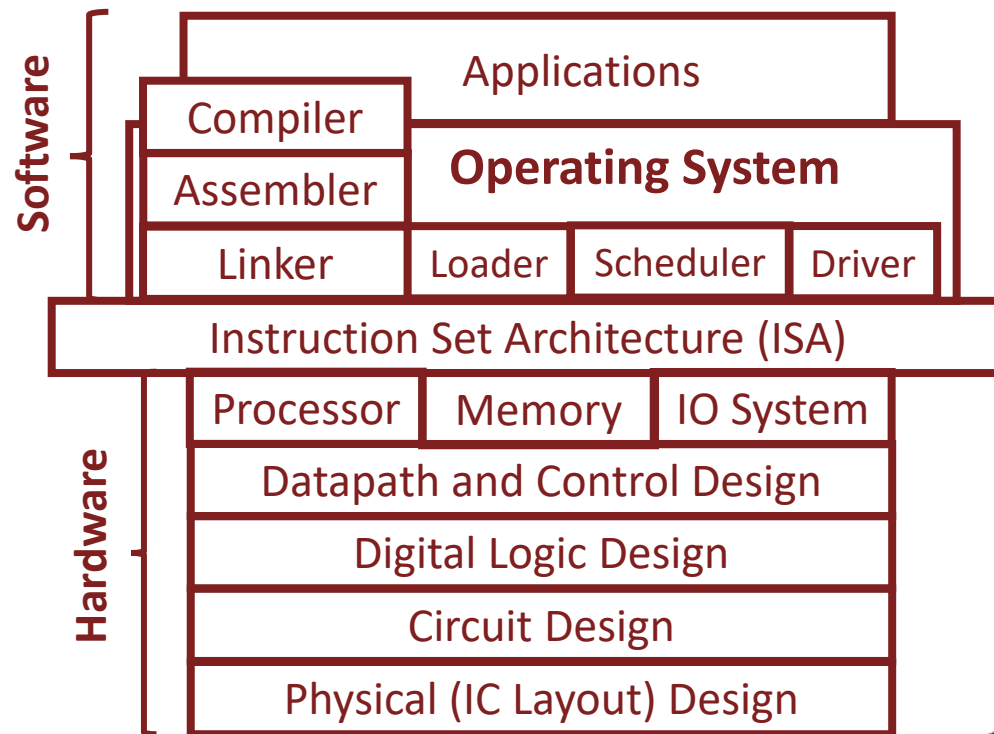 Software
Applications
Compiler
Operating System
Assembler
Linker
Loader
Scheduler
Driver
Instruction Set Architecture (ISA)
Hardware
Processor
Memory
IO System
Datapath and Control Design
Digital Logic Design
Circuit Design
Physical (IC Layout) Design